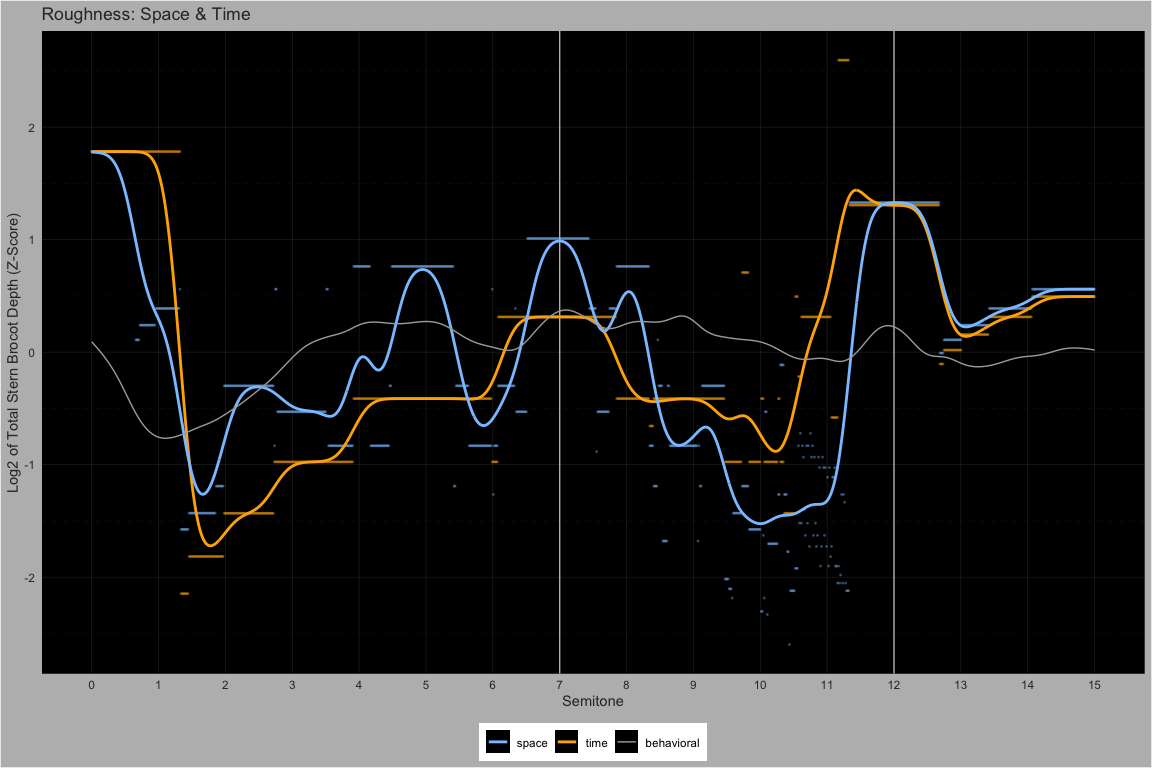 Roughness: Space & Time
Log2 of Total Stern Brocot Depth (Z-Score)
2
1
0
-1
-2
0 1 2 3 4 5 6 7 8 9 10 11 12 13 14 15
Semitone
space time behavioral